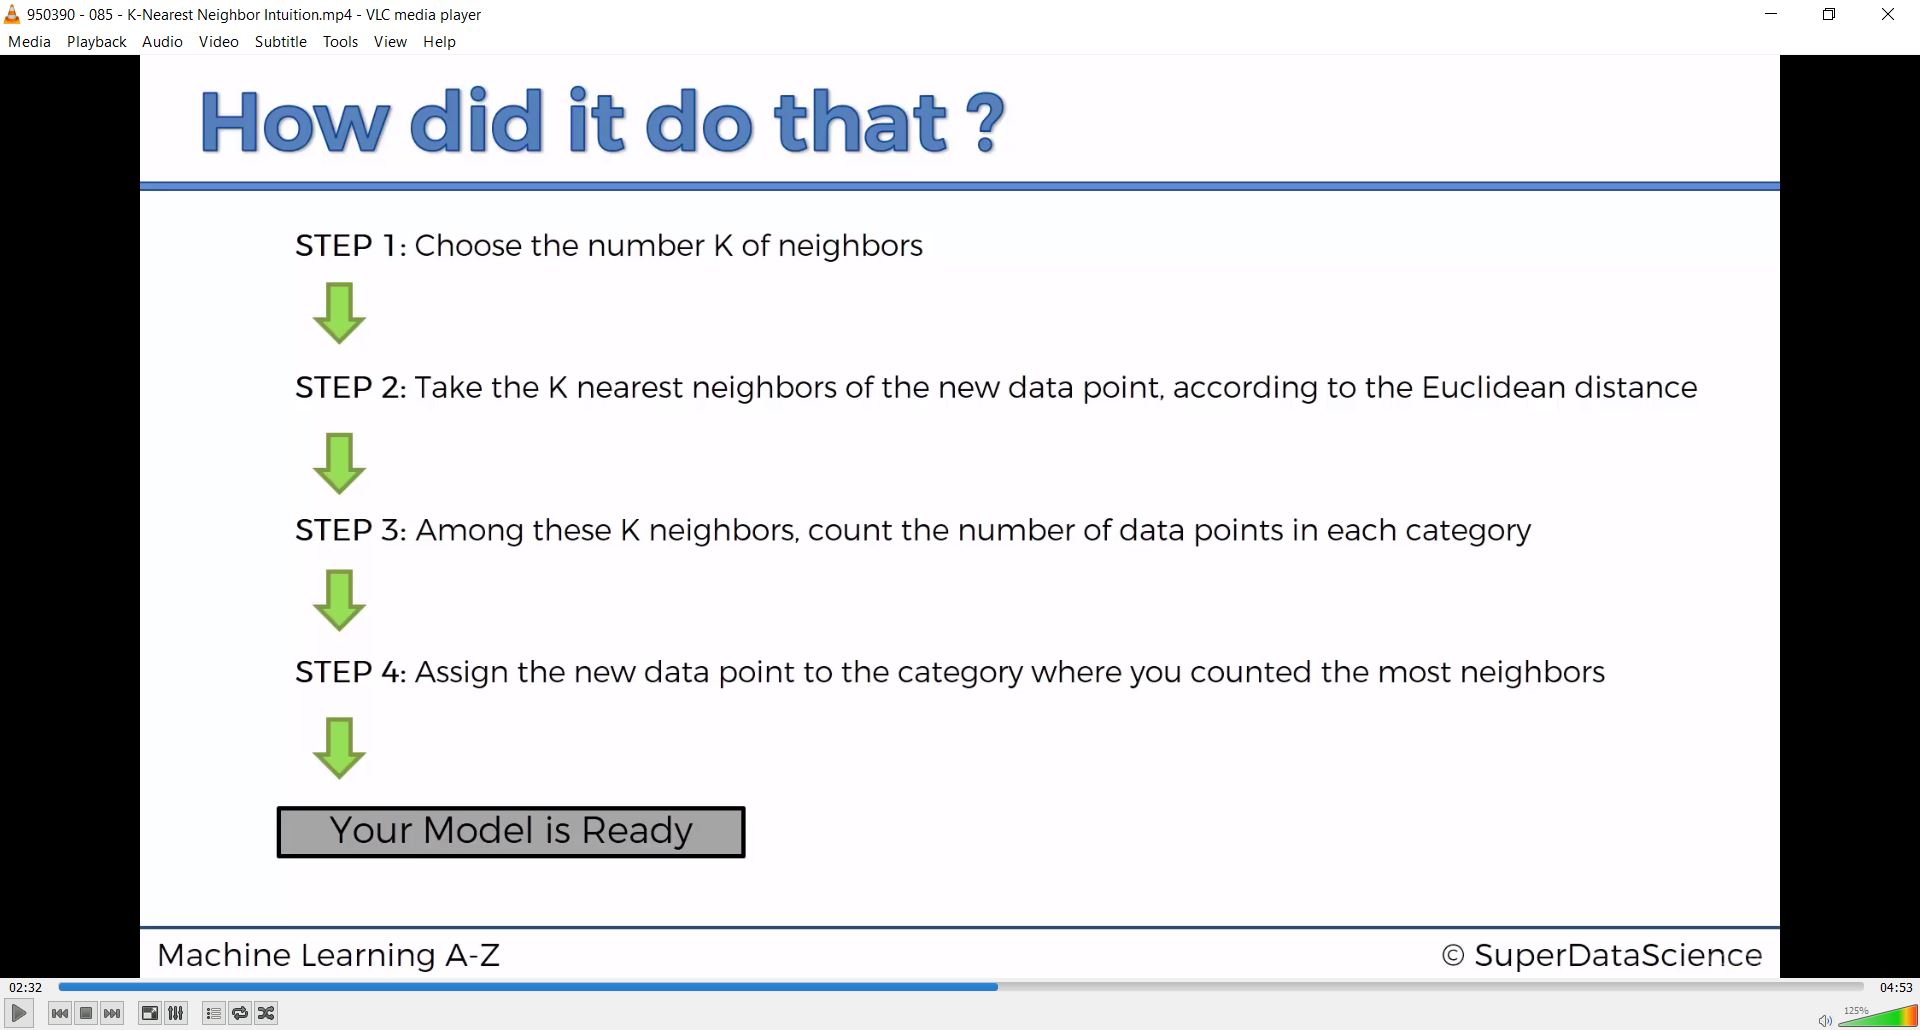 950390 - 085 - K-Nearest Neighbor Intuition.mp4 - VLC media player
Media Playback Audio Video Subtitle Tools View Help
How did it do that ?
STEP 1: Choose the number K of neighbors
STEP 2: Take the K nearest neighbors of the new data point, according to the Euclidean distance
STEP 3: Among these K neighbors, count the number of data points in each category
STEP 4: Assign the new data point to the category where you counted the most neighbors
Your Model is Ready
Machine Learning A-Z
© SuperDataScience
02:32
04:53
125%